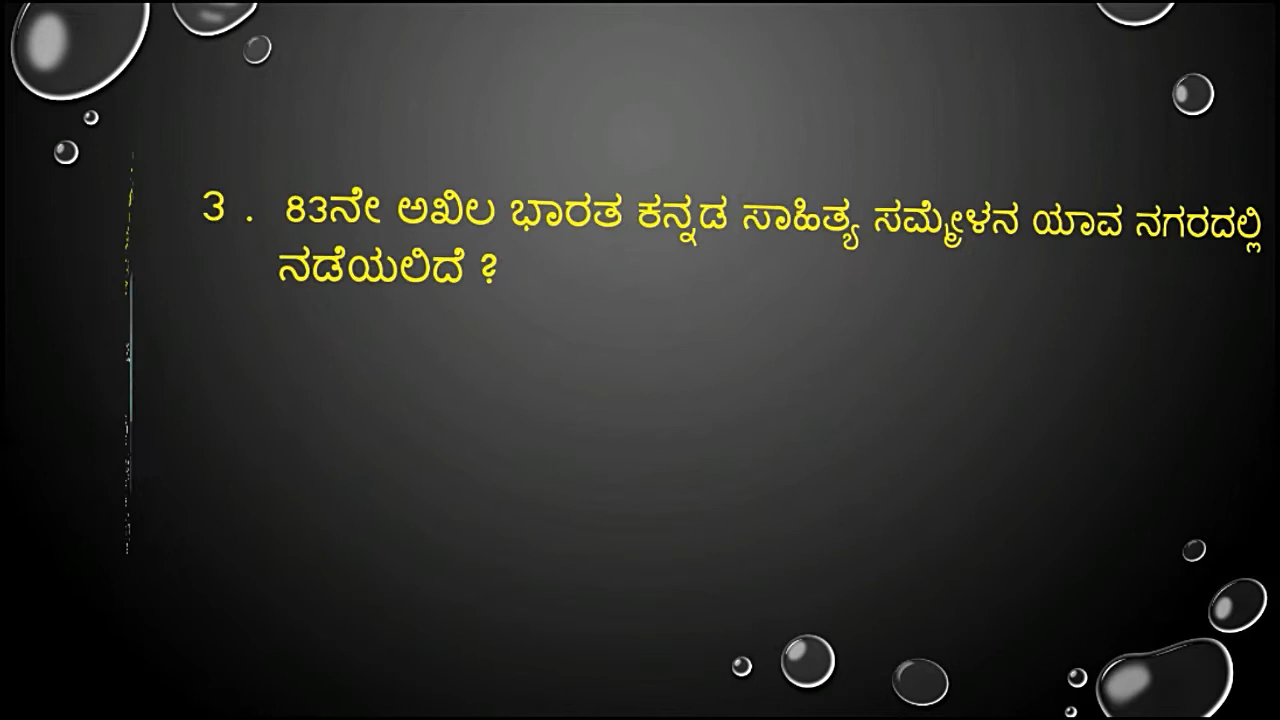 3 . 83ನೇ ಅಖಿಲ ಭಾರತ ಕನ್ನಡ ಸಾಹಿತ್ಯ ಸಮ್ಮೇಳನ ಯಾವ ನಗರದಲ್ಲಿ
ನಡೆಯಲಿದೆ ?